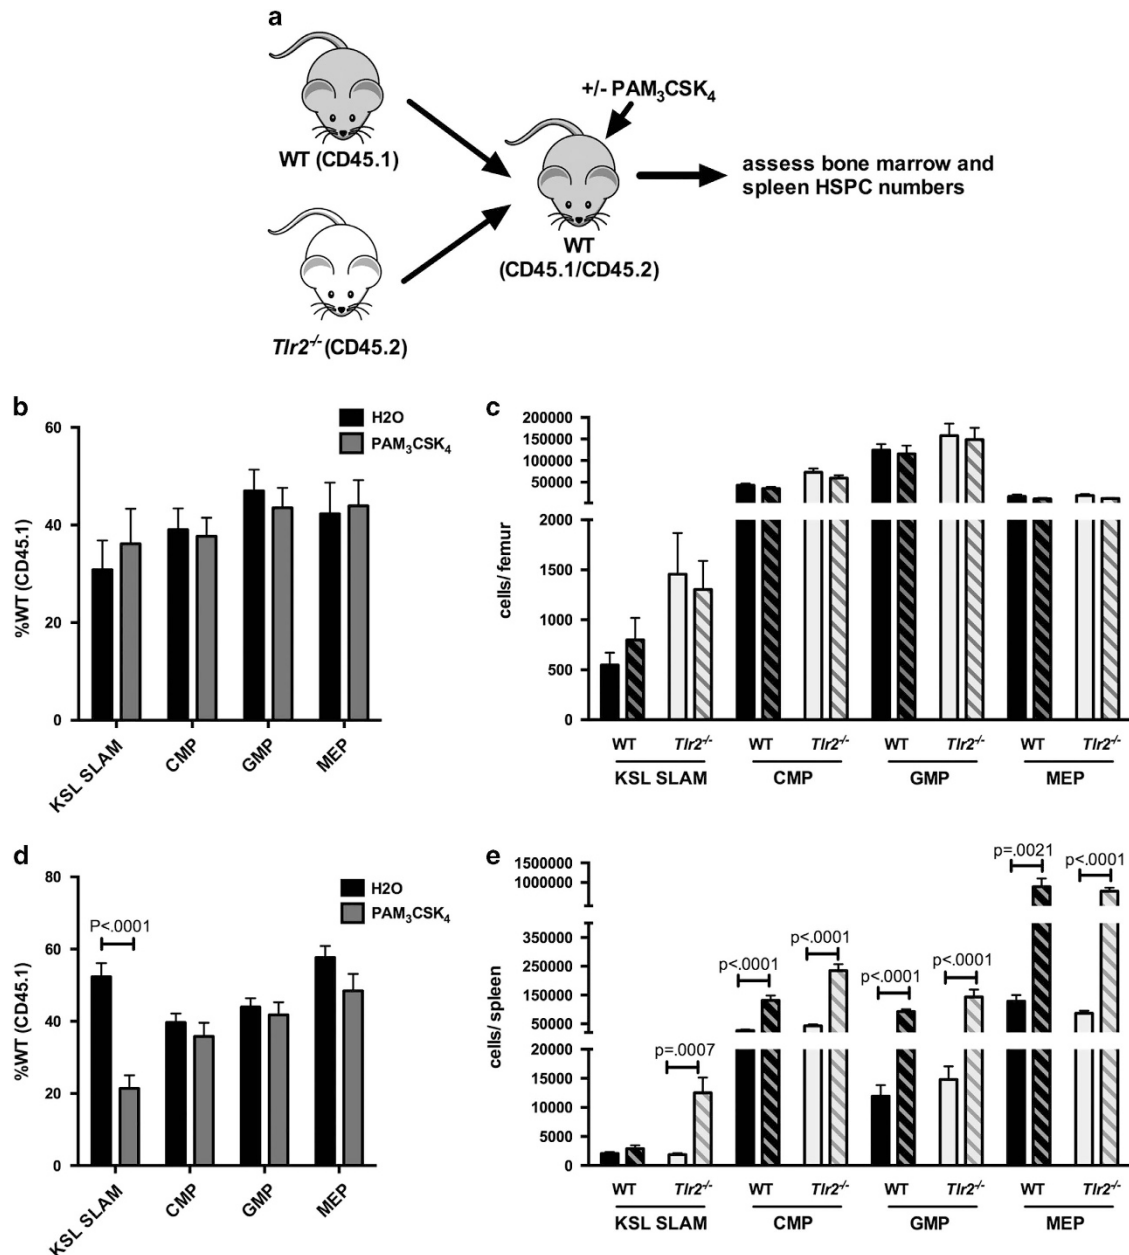 a
+/- PAM₃CSK₄
WT (CD45.1)
assess bone marrow and
spleen HSPC numbers
WT
(CD45.1/CD45.2)
Tlr2⁻/⁻ (CD45.2)
b
H2O
PAM₃CSK₄
60
40
20
0
%WT (CD45.1)
KSL SLAM
CMP
GMP
MEP
c
200000
150000
100000
50000
2000
1500
1000
500
0
cells/ femur
WT Tlr2⁻/⁻ WT Tlr2⁻/⁻ WT Tlr2⁻/⁻ WT Tlr2⁻/⁻
KSL SLAM CMP GMP MEP
d
H2O
PAM₃CSK₄
P<.0001
80
60
40
20
0
%WT (CD45.1)
KSL SLAM
CMP
GMP
MEP
e
1500000
1000000
250000
150000
50000
20000
15000
10000
5000
0
cells/ spleen
p=.0007
p<.0001
p<.0001
p<.0001
p<.0001
p=.0021
p<.0001
WT Tlr2⁻/⁻ WT Tlr2⁻/⁻ WT Tlr2⁻/⁻ WT Tlr2⁻/⁻
KSL SLAM CMP GMP MEP